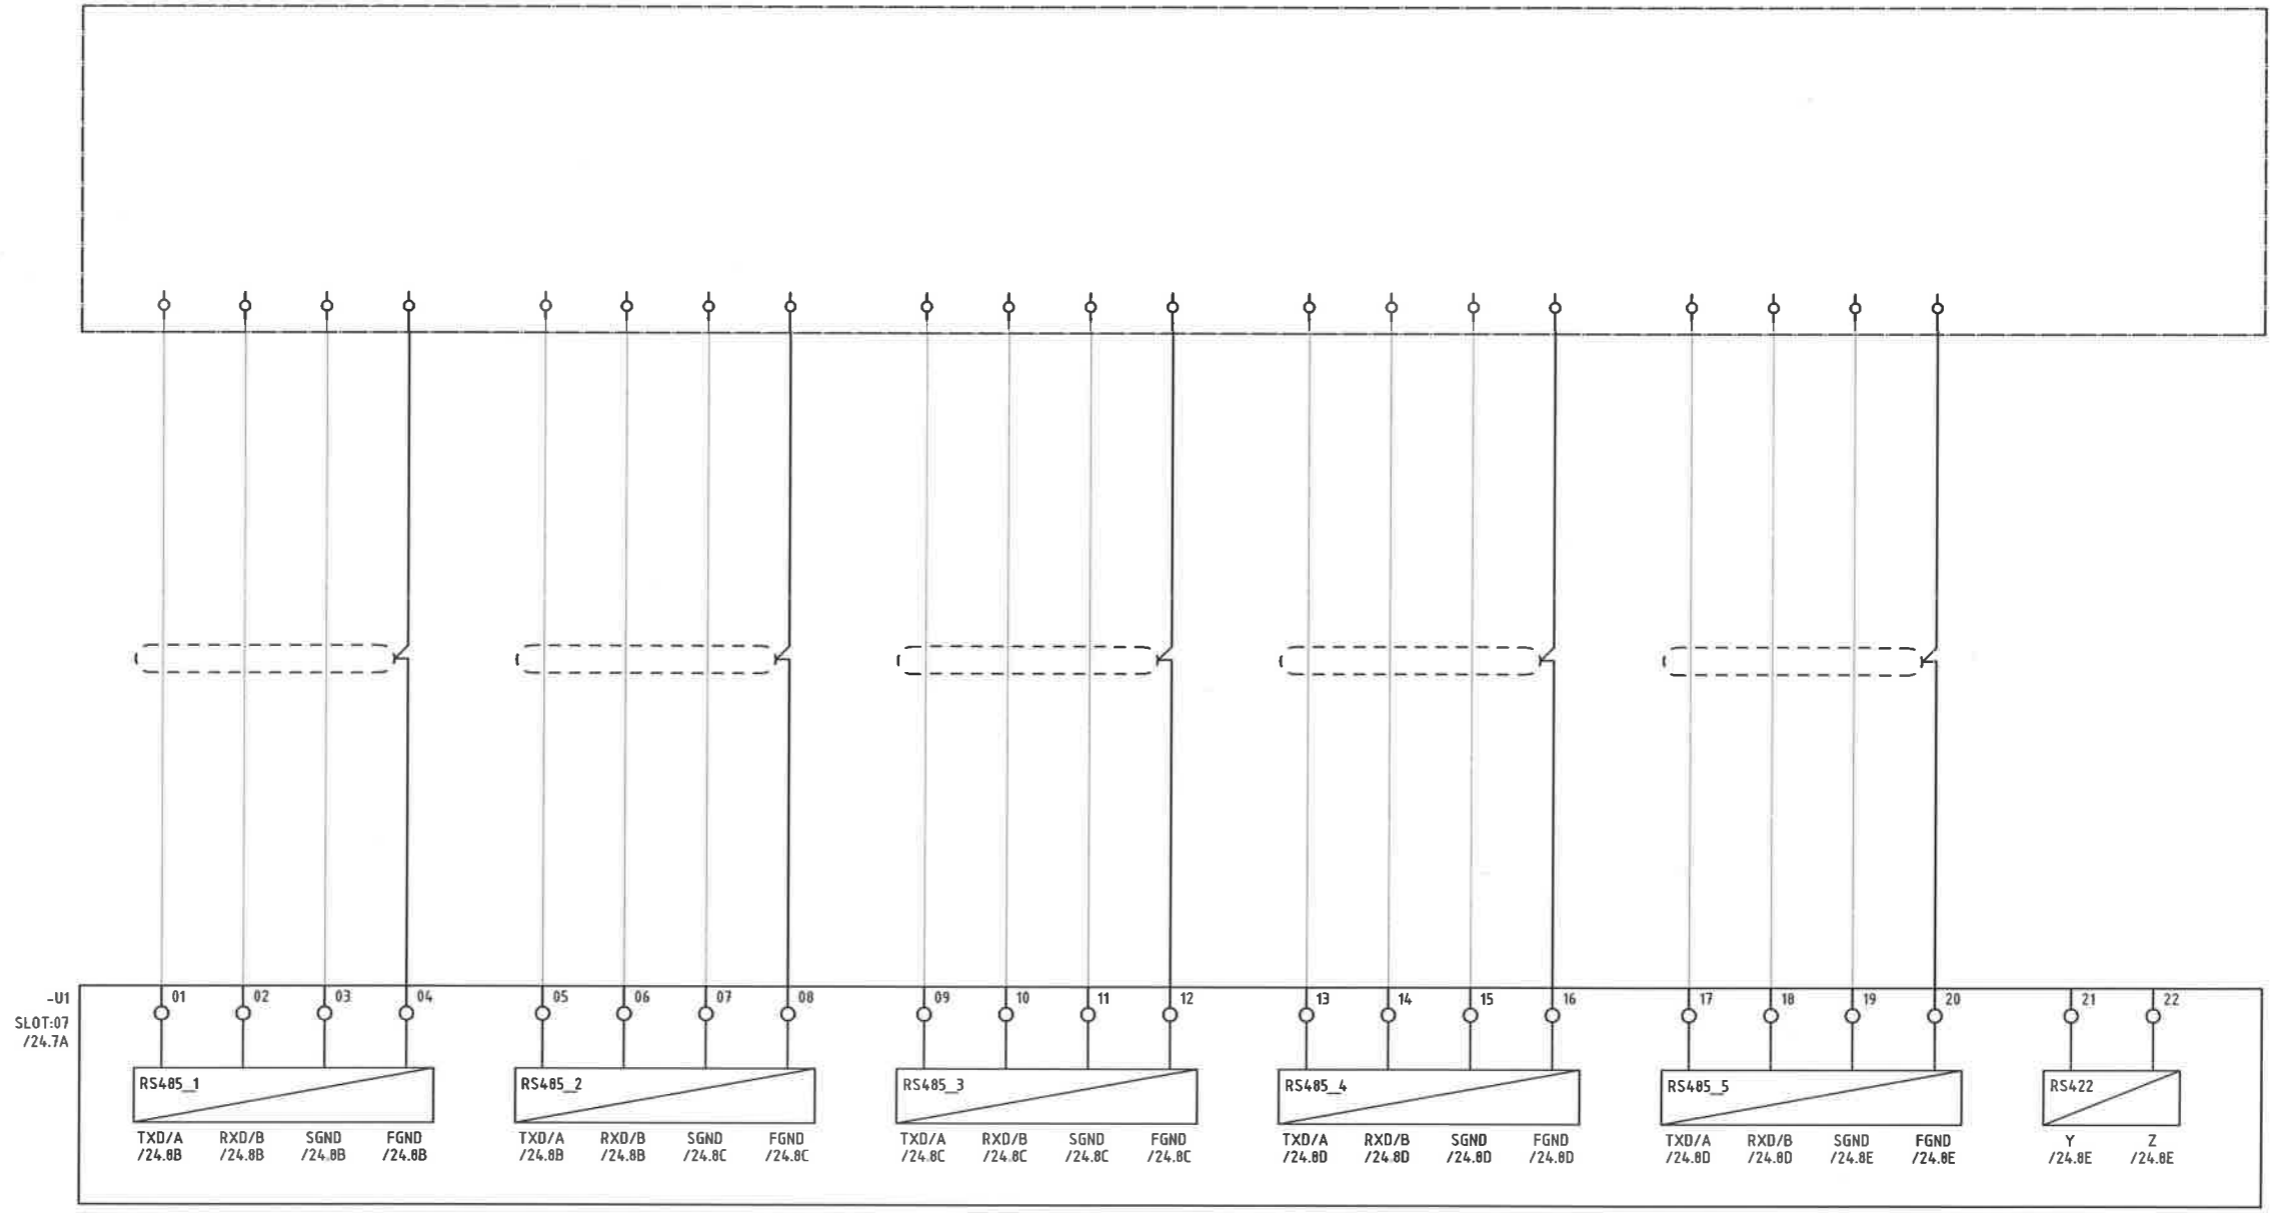 -U1
SLOT:07
/24.7A
01 02 03 04 05 06 07 08 09 10 11 12 13 14 15 16 17 18 19 20 21 22
RS485_1 RS485_2 RS485_3 RS485_4 RS485_5 RS422
TXD/A RXD/B SGND FGND TXD/A RXD/B SGND FGND TXD/A RXD/B SGND FGND TXD/A RXD/B SGND FGND TXD/A RXD/B SGND FGND Y Z
/24.8B /24.8B /24.8B /24.8B /24.8B /24.8B /24.8C /24.8C /24.8C /24.8C /24.8C /24.8C /24.8D /24.8D /24.8D /24.8D /24.8D /24.8D /24.8E /24.8E /24.8E /24.8E